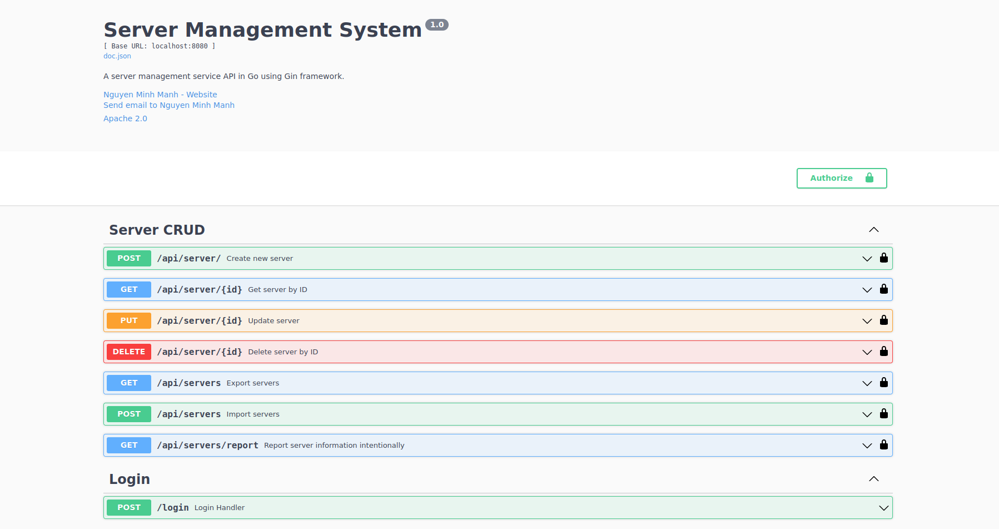 Server Management System 1.0
[ Base URL: localhost:8080 ]
doc.json
A server management service API in Go using Gin framework.
Nguyen Minh Manh - Website
Send email to Nguyen Minh Manh
Apache 2.0
Authorize
Server CRUD
POST /api/server/ Create new server
GET /api/server/{id} Get server by ID
PUT /api/server/{id} Update server
DELETE /api/server/{id} Delete server by ID
GET /api/servers Export servers
POST /api/servers Import servers
GET /api/servers/report Report server information intentionally
Login
POST /login Login Handler